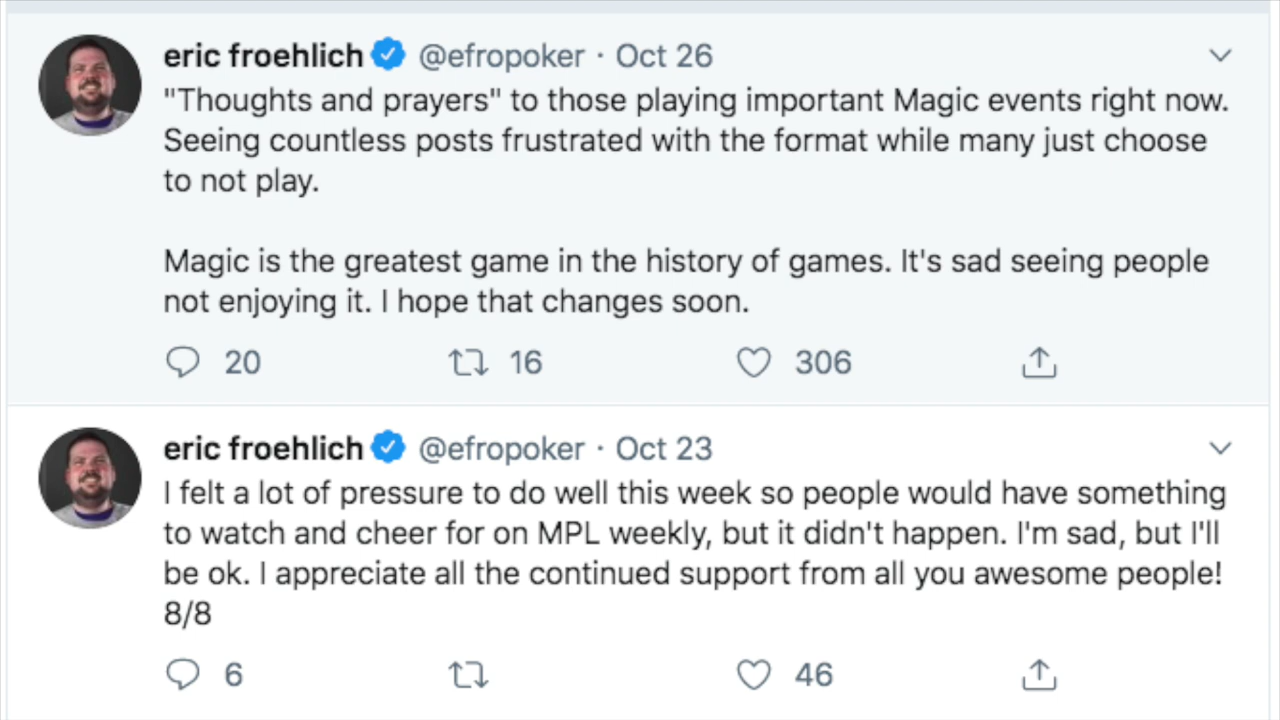 eric froehlich @efropoker · Oct 26
"Thoughts and prayers" to those playing important Magic events right now.
Seeing countless posts frustrated with the format while many just choose
to not play.
Magic is the greatest game in the history of games. It's sad seeing people
not enjoying it. I hope that changes soon.
20 16 306
eric froehlich @efropoker · Oct 23
I felt a lot of pressure to do well this week so people would have something
to watch and cheer for on MPL weekly, but it didn't happen. I'm sad, but I'll
be ok. I appreciate all the continued support from all you awesome people!
8/8
6 46